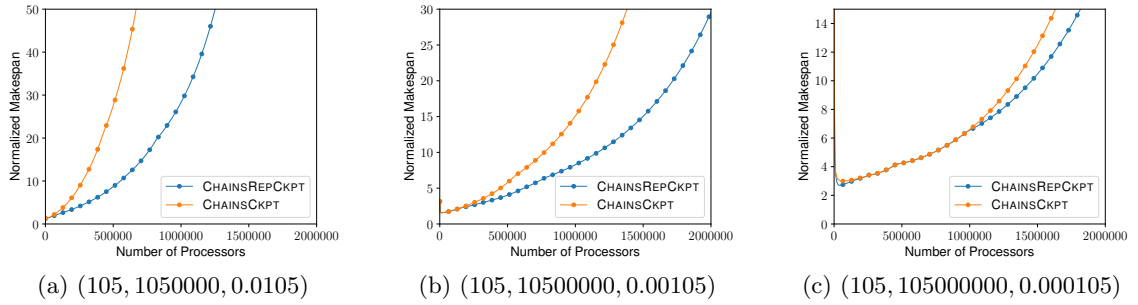 50
40
30
20
10
0
Normalized Makespan
0
500000
1000000
1500000
2000000
Number of Processors
CHAINSREPCKPT
CHAINSCKPT
(a) (105, 1050000, 0.0105)
30
25
20
15
10
5
0
Normalized Makespan
0
500000
1000000
1500000
2000000
Number of Processors
CHAINSREPCKPT
CHAINSCKPT
(b) (105, 10500000, 0.00105)
14
12
10
8
6
4
2
0
Normalized Makespan
0
500000
1000000
1500000
2000000
Number of Processors
CHAINSREPCKPT
CHAINSCKPT
(c) (105, 105000000, 0.000105)